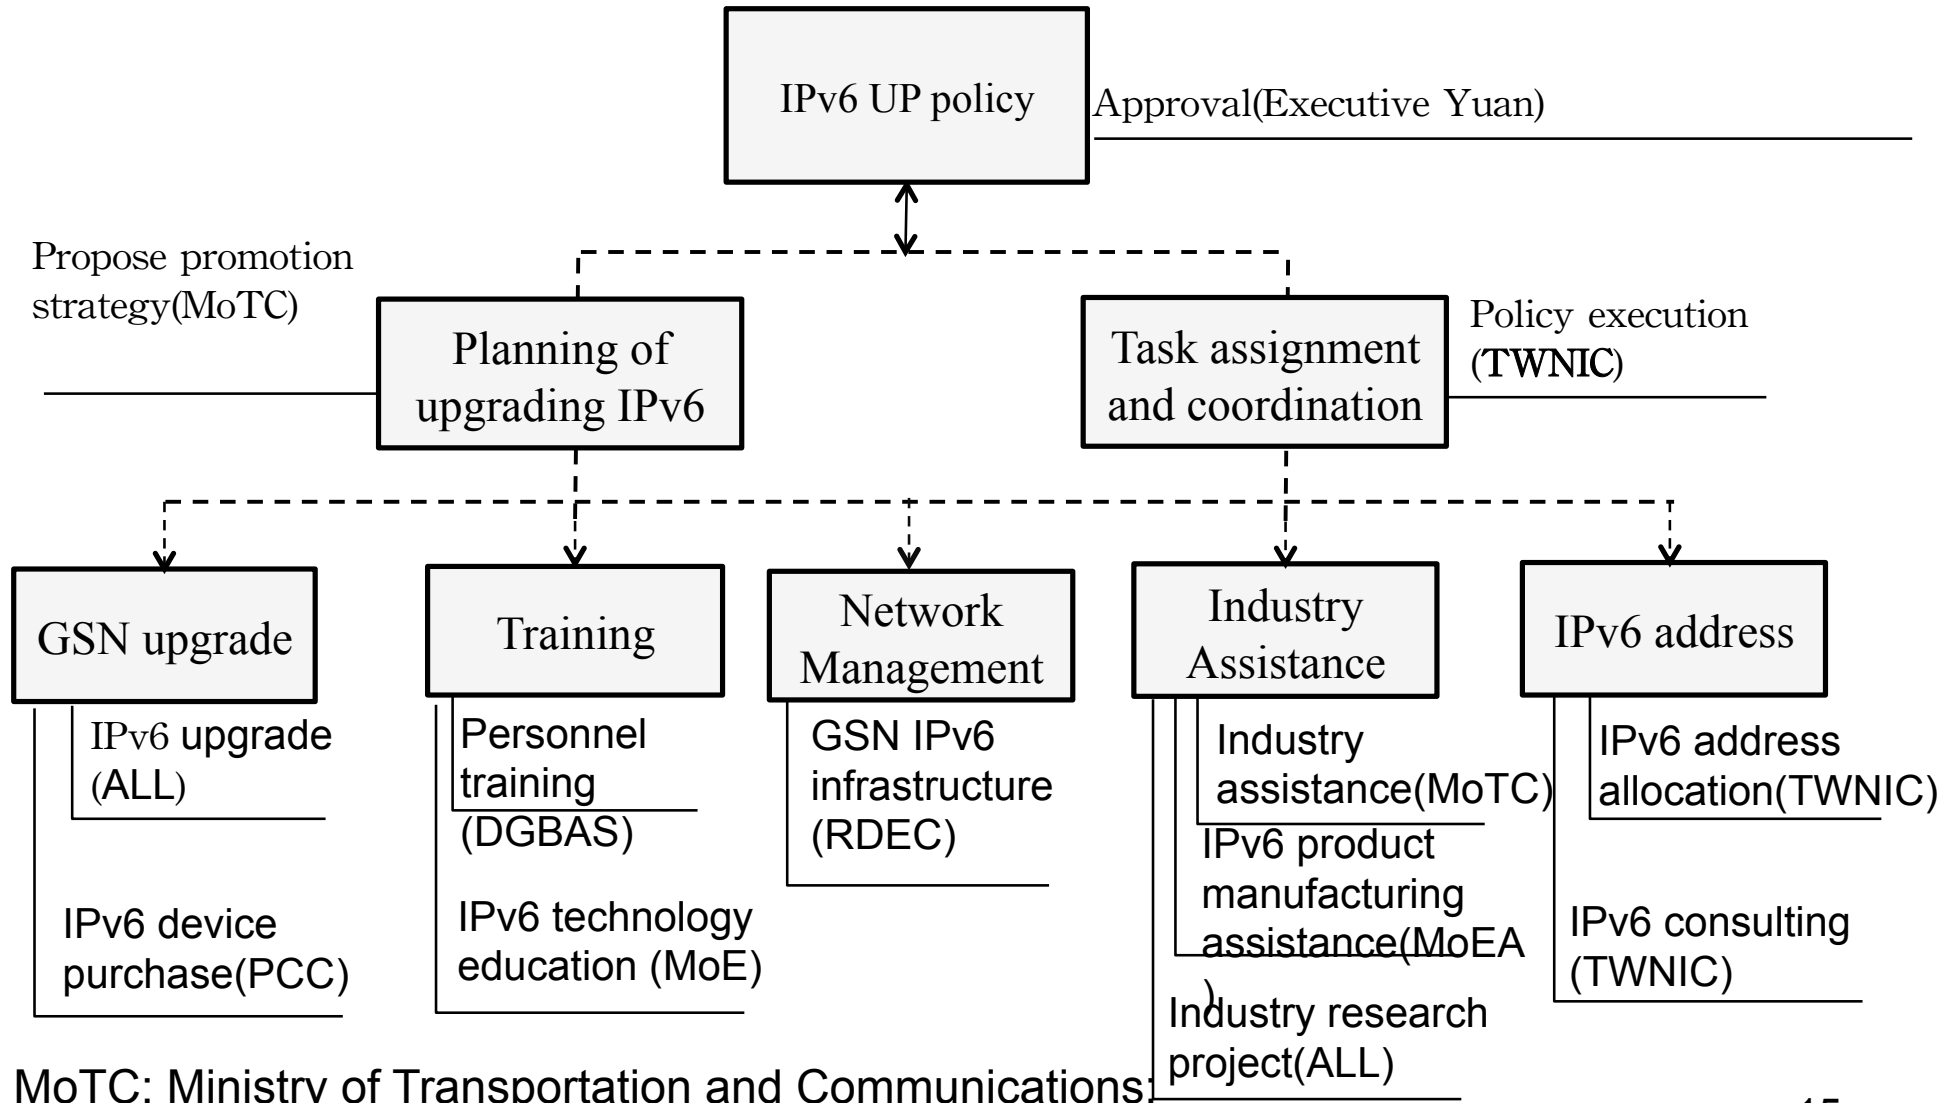 IPv6 UP policy
Approval(Executive Yuan)
Propose promotion
strategy(MoTC)
Planning of
upgrading IPv6
Task assignment
and coordination
Policy execution
(TWNIC)
GSN upgrade
IPv6 upgrade
(ALL)
IPv6 device
purchase(PCC)
Training
Personnel
training
(DGBAS)
IPv6 technology
education (MoE)
Network
Management
GSN IPv6
infrastructure
(RDEC)
Industry
Assistance
Industry
assistance(MoTC)
IPv6 product
manufacturing
assistance(MoEA
)
Industry research
project(ALL)
IPv6 address
IPv6 address
allocation(TWNIC)
IPv6 consulting
(TWNIC)
MoTC: Ministry of Transportation and Communications;